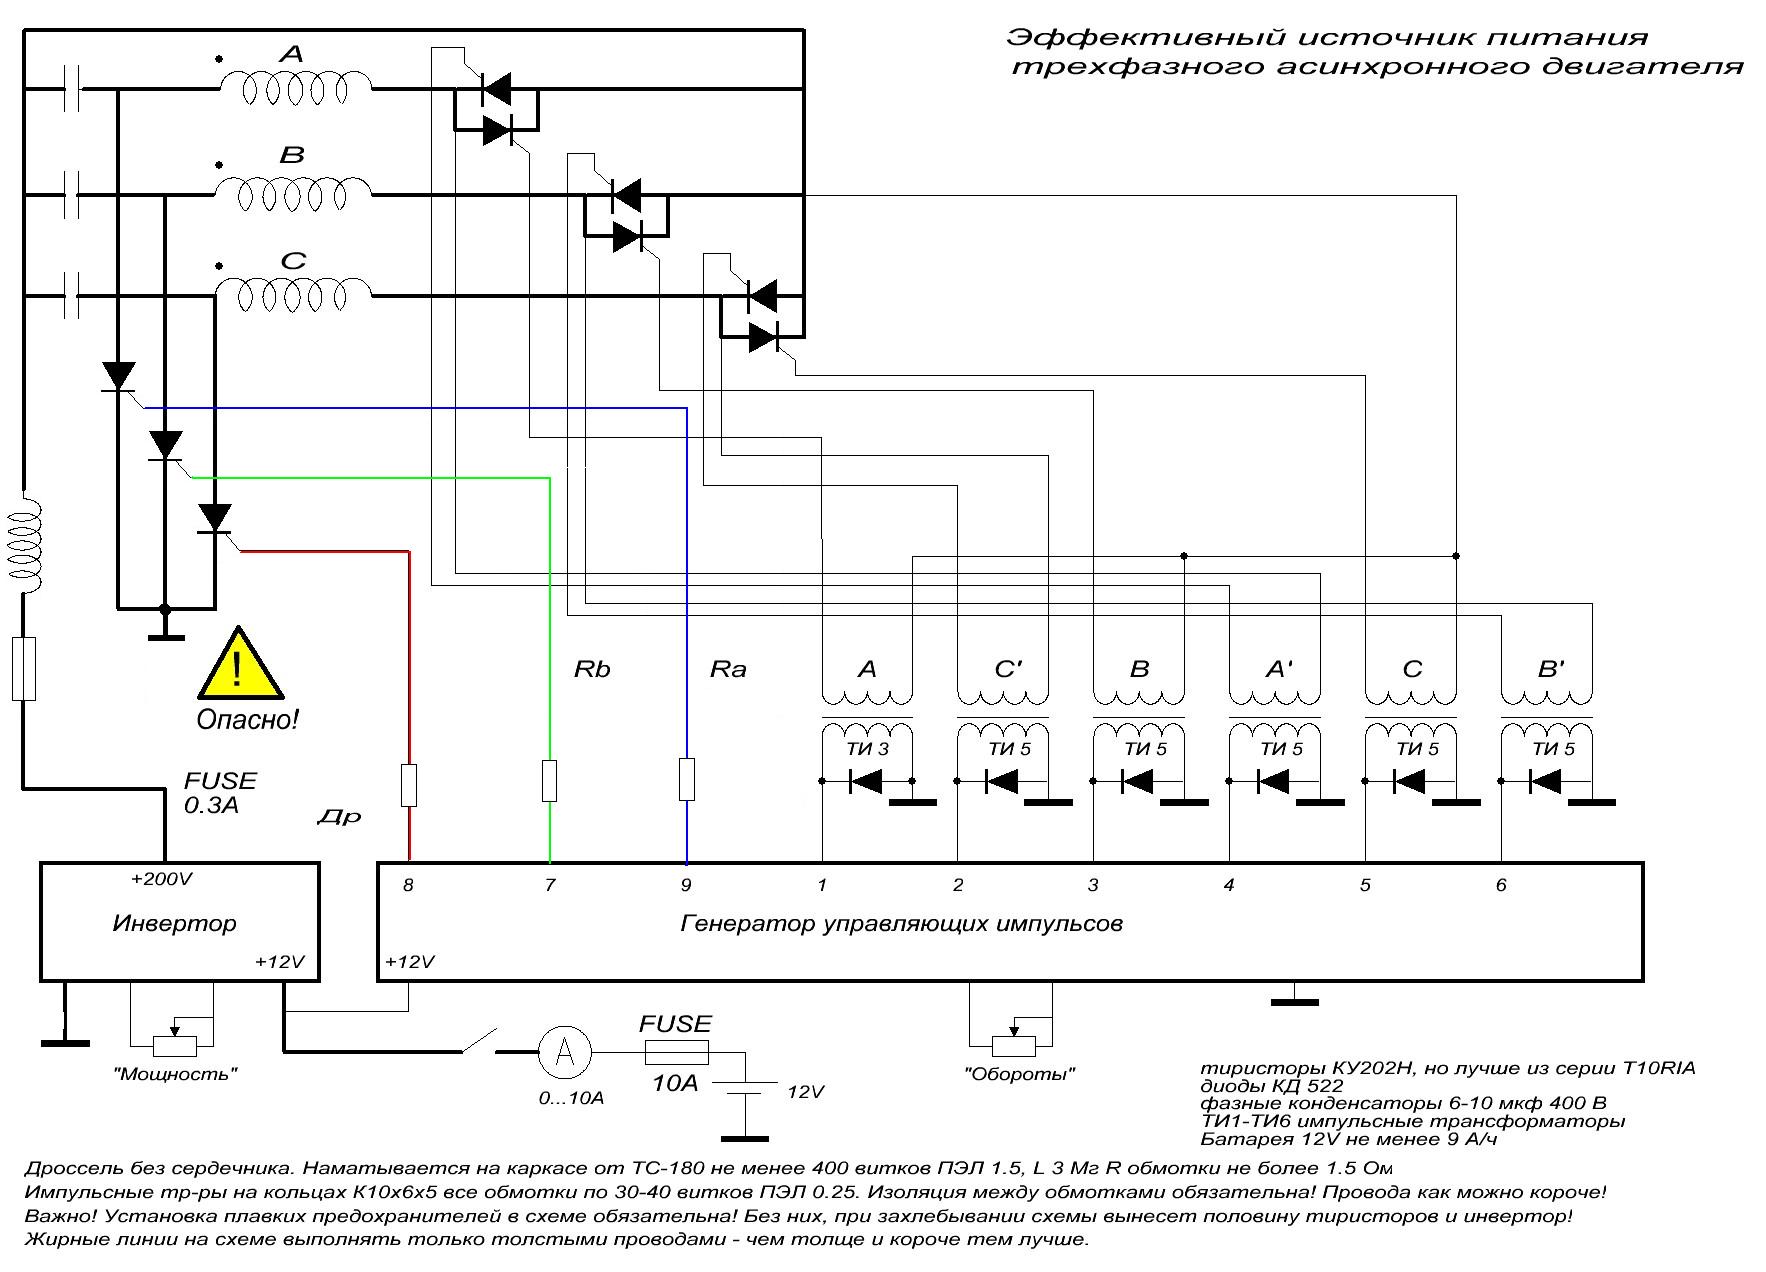 Эффективный источник питания
трехфазного асинхронного двигателя
A
B
C
!
Опасно!
FUSE
0.3A
Др
Rb
Ra
A
C'
B
A'
C
B'
ТИ 3
ТИ 5
ТИ 5
ТИ 5
ТИ 5
ТИ 5
+200V
Инвертор
+12V
8
7
9
1
2
3
4
5
6
Генератор управляющих импульсов
+12V
"Мощность"
A
0...10A
FUSE
10A
12V
"Обороты"
тиристоры КУ202Н, но лучше из серии T10RIA
диоды КД 522
фазные конденсаторы 6-10 мкф 400 В
ТИ1-ТИ6 импульсные трансформаторы
Батарея 12V не менее 9 А/ч
Дроссель без сердечника. Наматывается на каркасе от ТС-180 не менее 400 витков ПЭЛ 1.5, L 3 Мг R обмотки не более 1.5 Ом
Импульсные тр-ры на кольцах К10х6х5 все обмотки по 30-40 витков ПЭЛ 0.25. Изоляция между обмотками обязательна! Провода как можно короче!
Важно! Установка плавких предохранителей в схеме обязательна! Без них, при захлебывании схемы вынесет половину тиристоров и инвертор!
Жирные линии на схеме выполнять только толстыми проводами - чем толще и короче тем лучше.